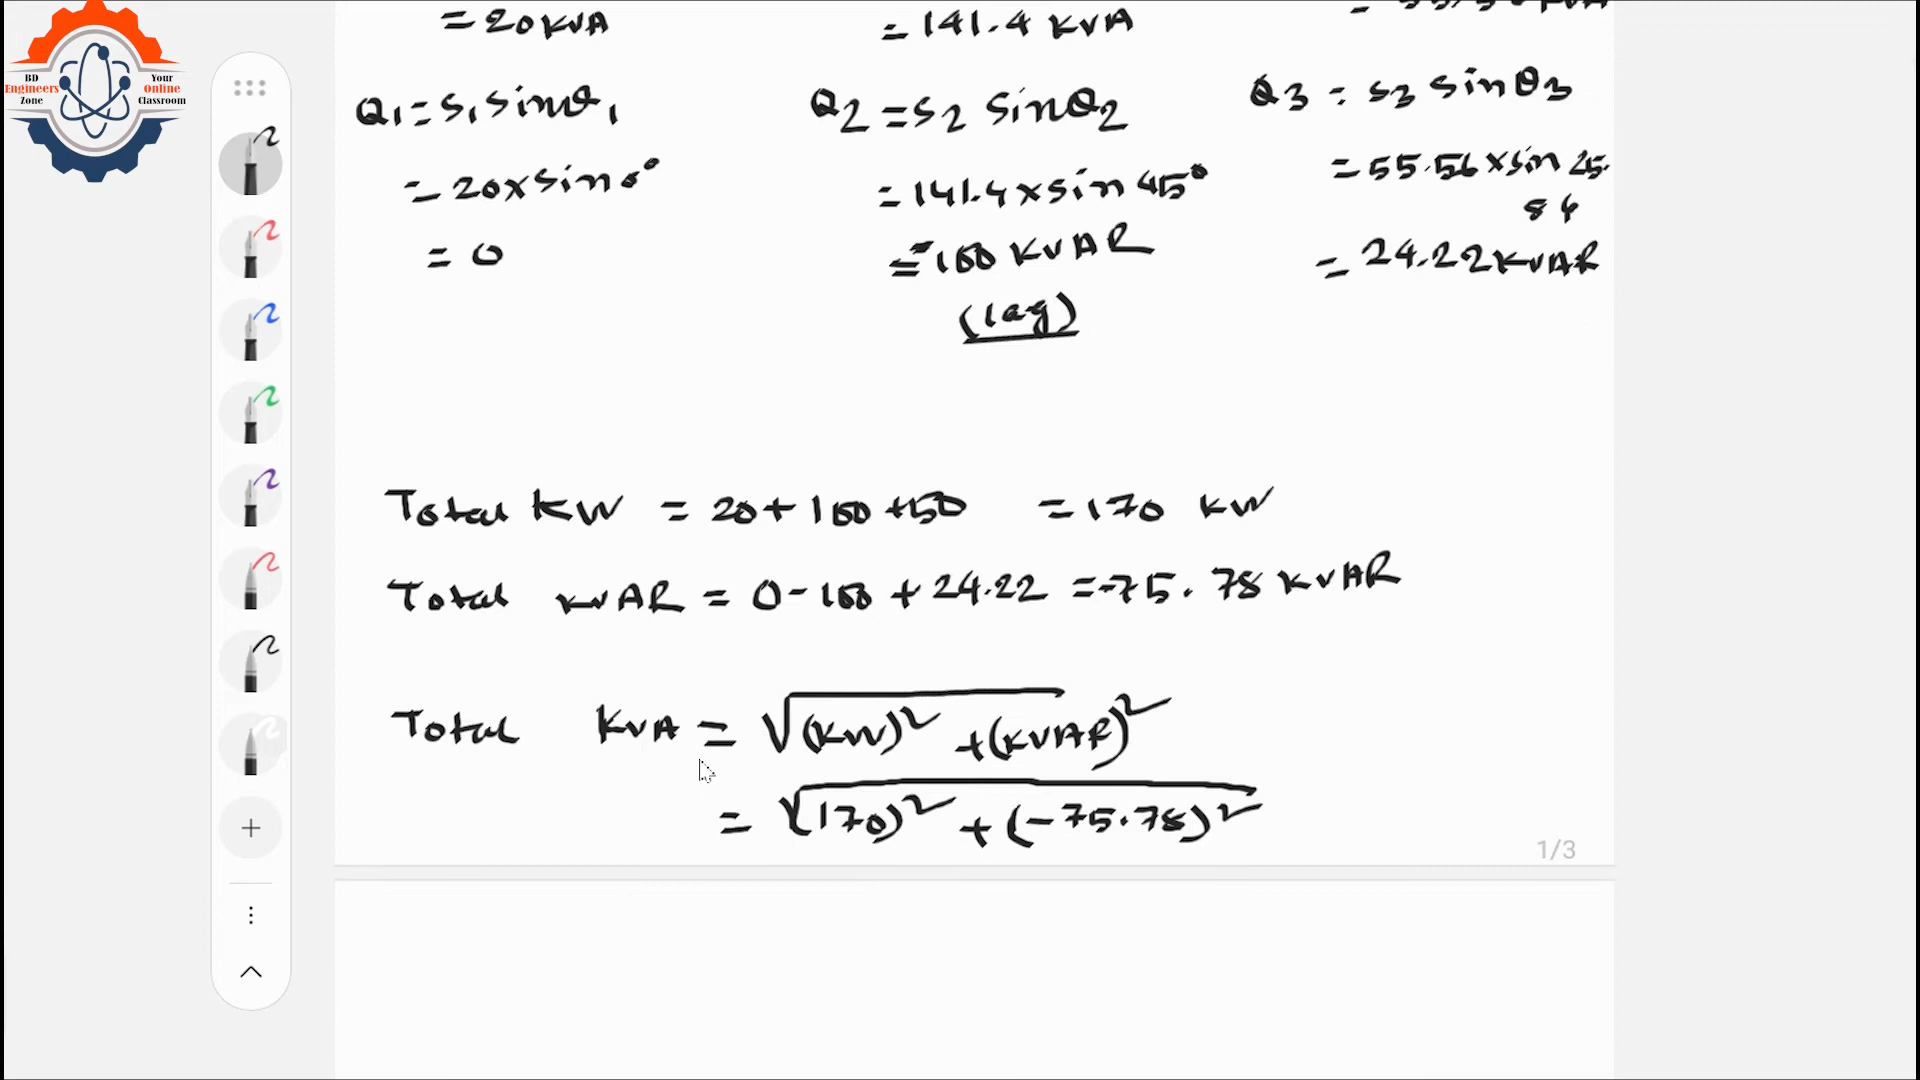 BD Engineers Zone
Your Online Classroom
= 20 KVA
= 141.4 KVA
Q1 = S1 sinθ1
= 20 x sin 0°
= 0
Q2 = S2 sinθ2
= 141.4 x sin 45°
= -100 KVAR
(lag)
Q3 = S3 sinθ3
= 55.56 x sin 25.84
= 24.22 KVAR
Total KW = 20 + 100 + 50 = 170 KW
Total KVAR = 0 - 100 + 24.22 = -75.78 KVAR
Total KVA = √(KW)² + (KVAR)²
= √(170)² + (-75.78)²
1/3